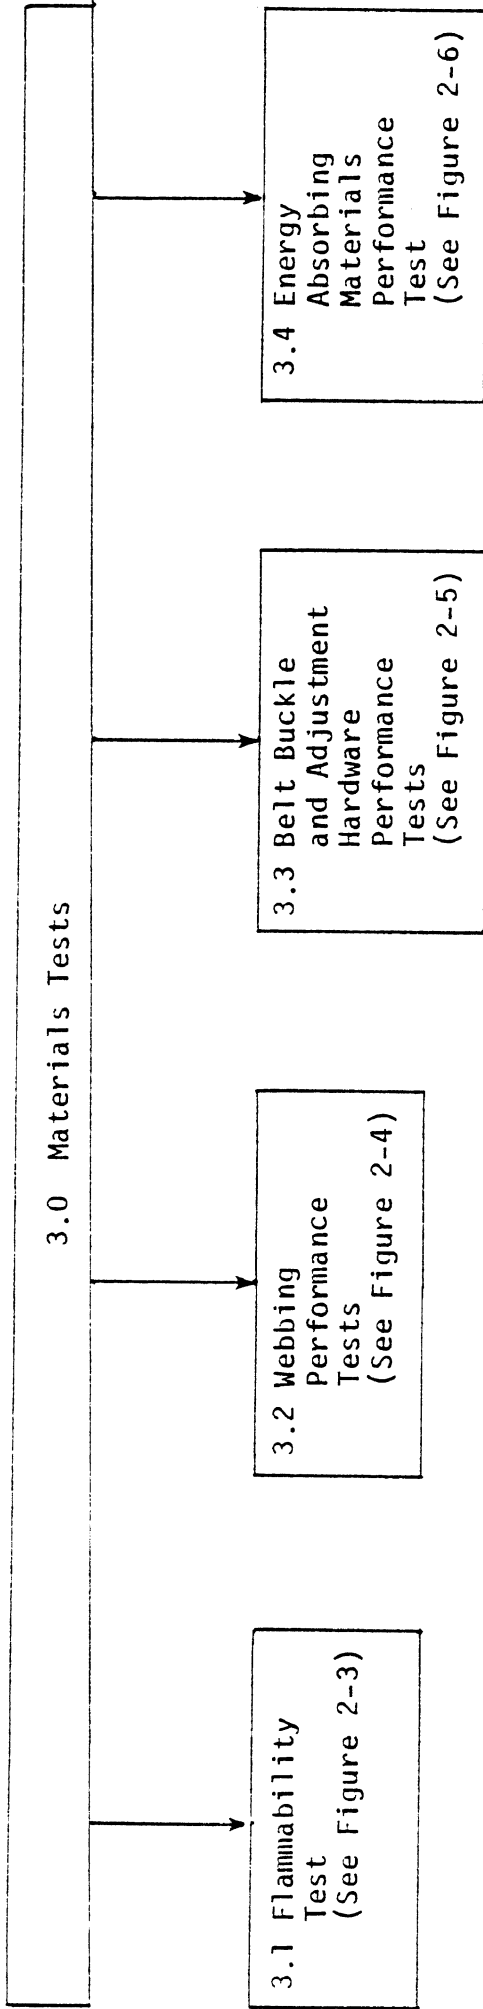 3.0 Materials Tests
3.1 Flammability
Test
(See Figure 2-3)
3.2 Webbing
Performance
Tests
(See Figure 2-4)
3.3 Belt Buckle
and Adjustment
Hardware
Performance
Tests
(See Figure 2-5)
3.4 Energy
Absorbing
Materials
Performance
Test
(See Figure 2-6)